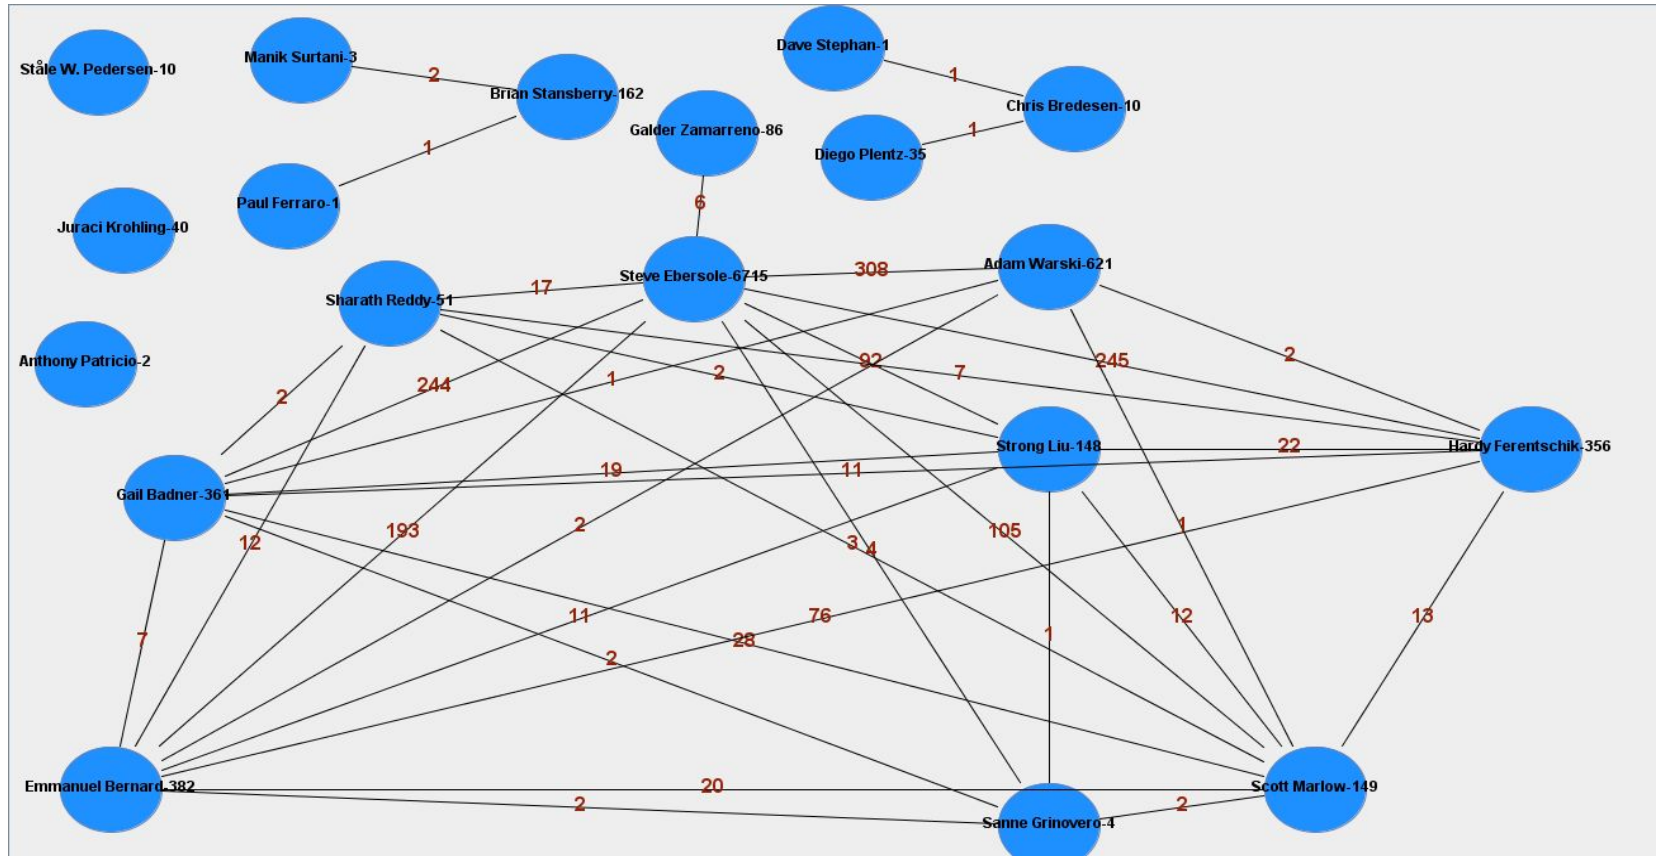 Dave Stephan-1
Manik Surtani-3
Ståle W. Pedersen-10
2
1
Brian Stansberry-162
Chris Bredesen-10
Galder Zamarreno-86
1
1
Diego Plentz-35
Paul Ferraro-1
6
Juraci Krohling-40
Adam Warski-621
308
Steve Ebersole-6715
17
Sharath Reddy-51
2
Anthony Patricio-2
92
245
7
2
1
244
2
Strong Liu-148
22
Hardy Ferentschik-356
19
11
Gail Badner-361
2
1
193
105
12
3
4
11
76
12
13
1
7
28
2
20
Emmanuel Bernard-382
Scott Marlow-149
2
2
Sanne Grinovero-4